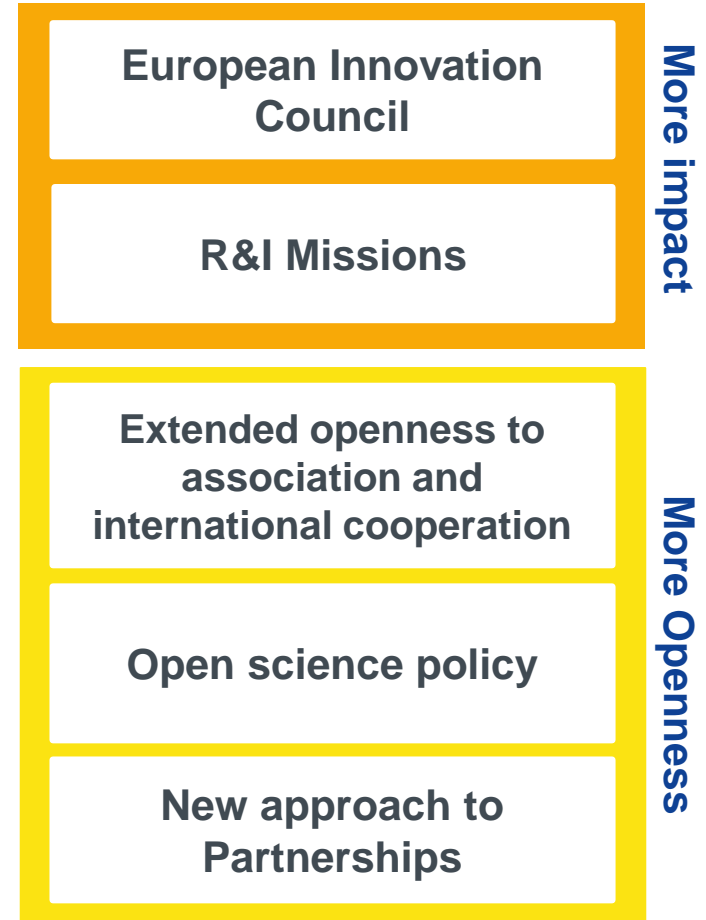 European Innovation
Council
R&I Missions
More impact
Extended openness to
association and
international cooperation
Open science policy
New approach to
Partnerships
More Openness